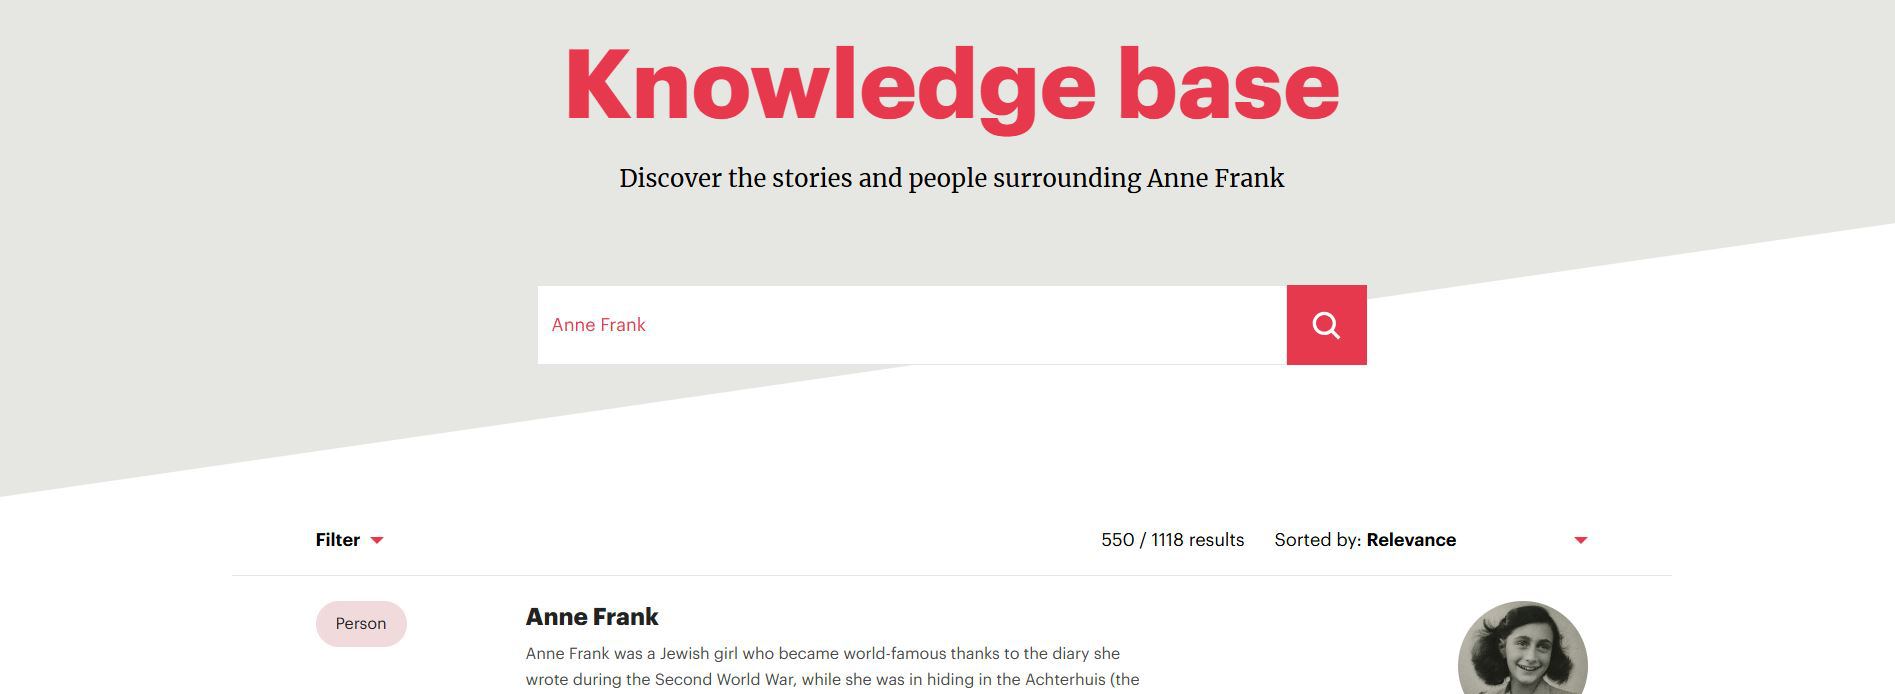 Knowledge base
Discover the stories and people surrounding Anne Frank
Anne Frank
Filter
550 / 1118 results
Sorted by: Relevance
Person
Anne Frank
Anne Frank was a Jewish girl who became world-famous thanks to the diary she
wrote during the Second World War, while she was in hiding in the Achterhuis (the